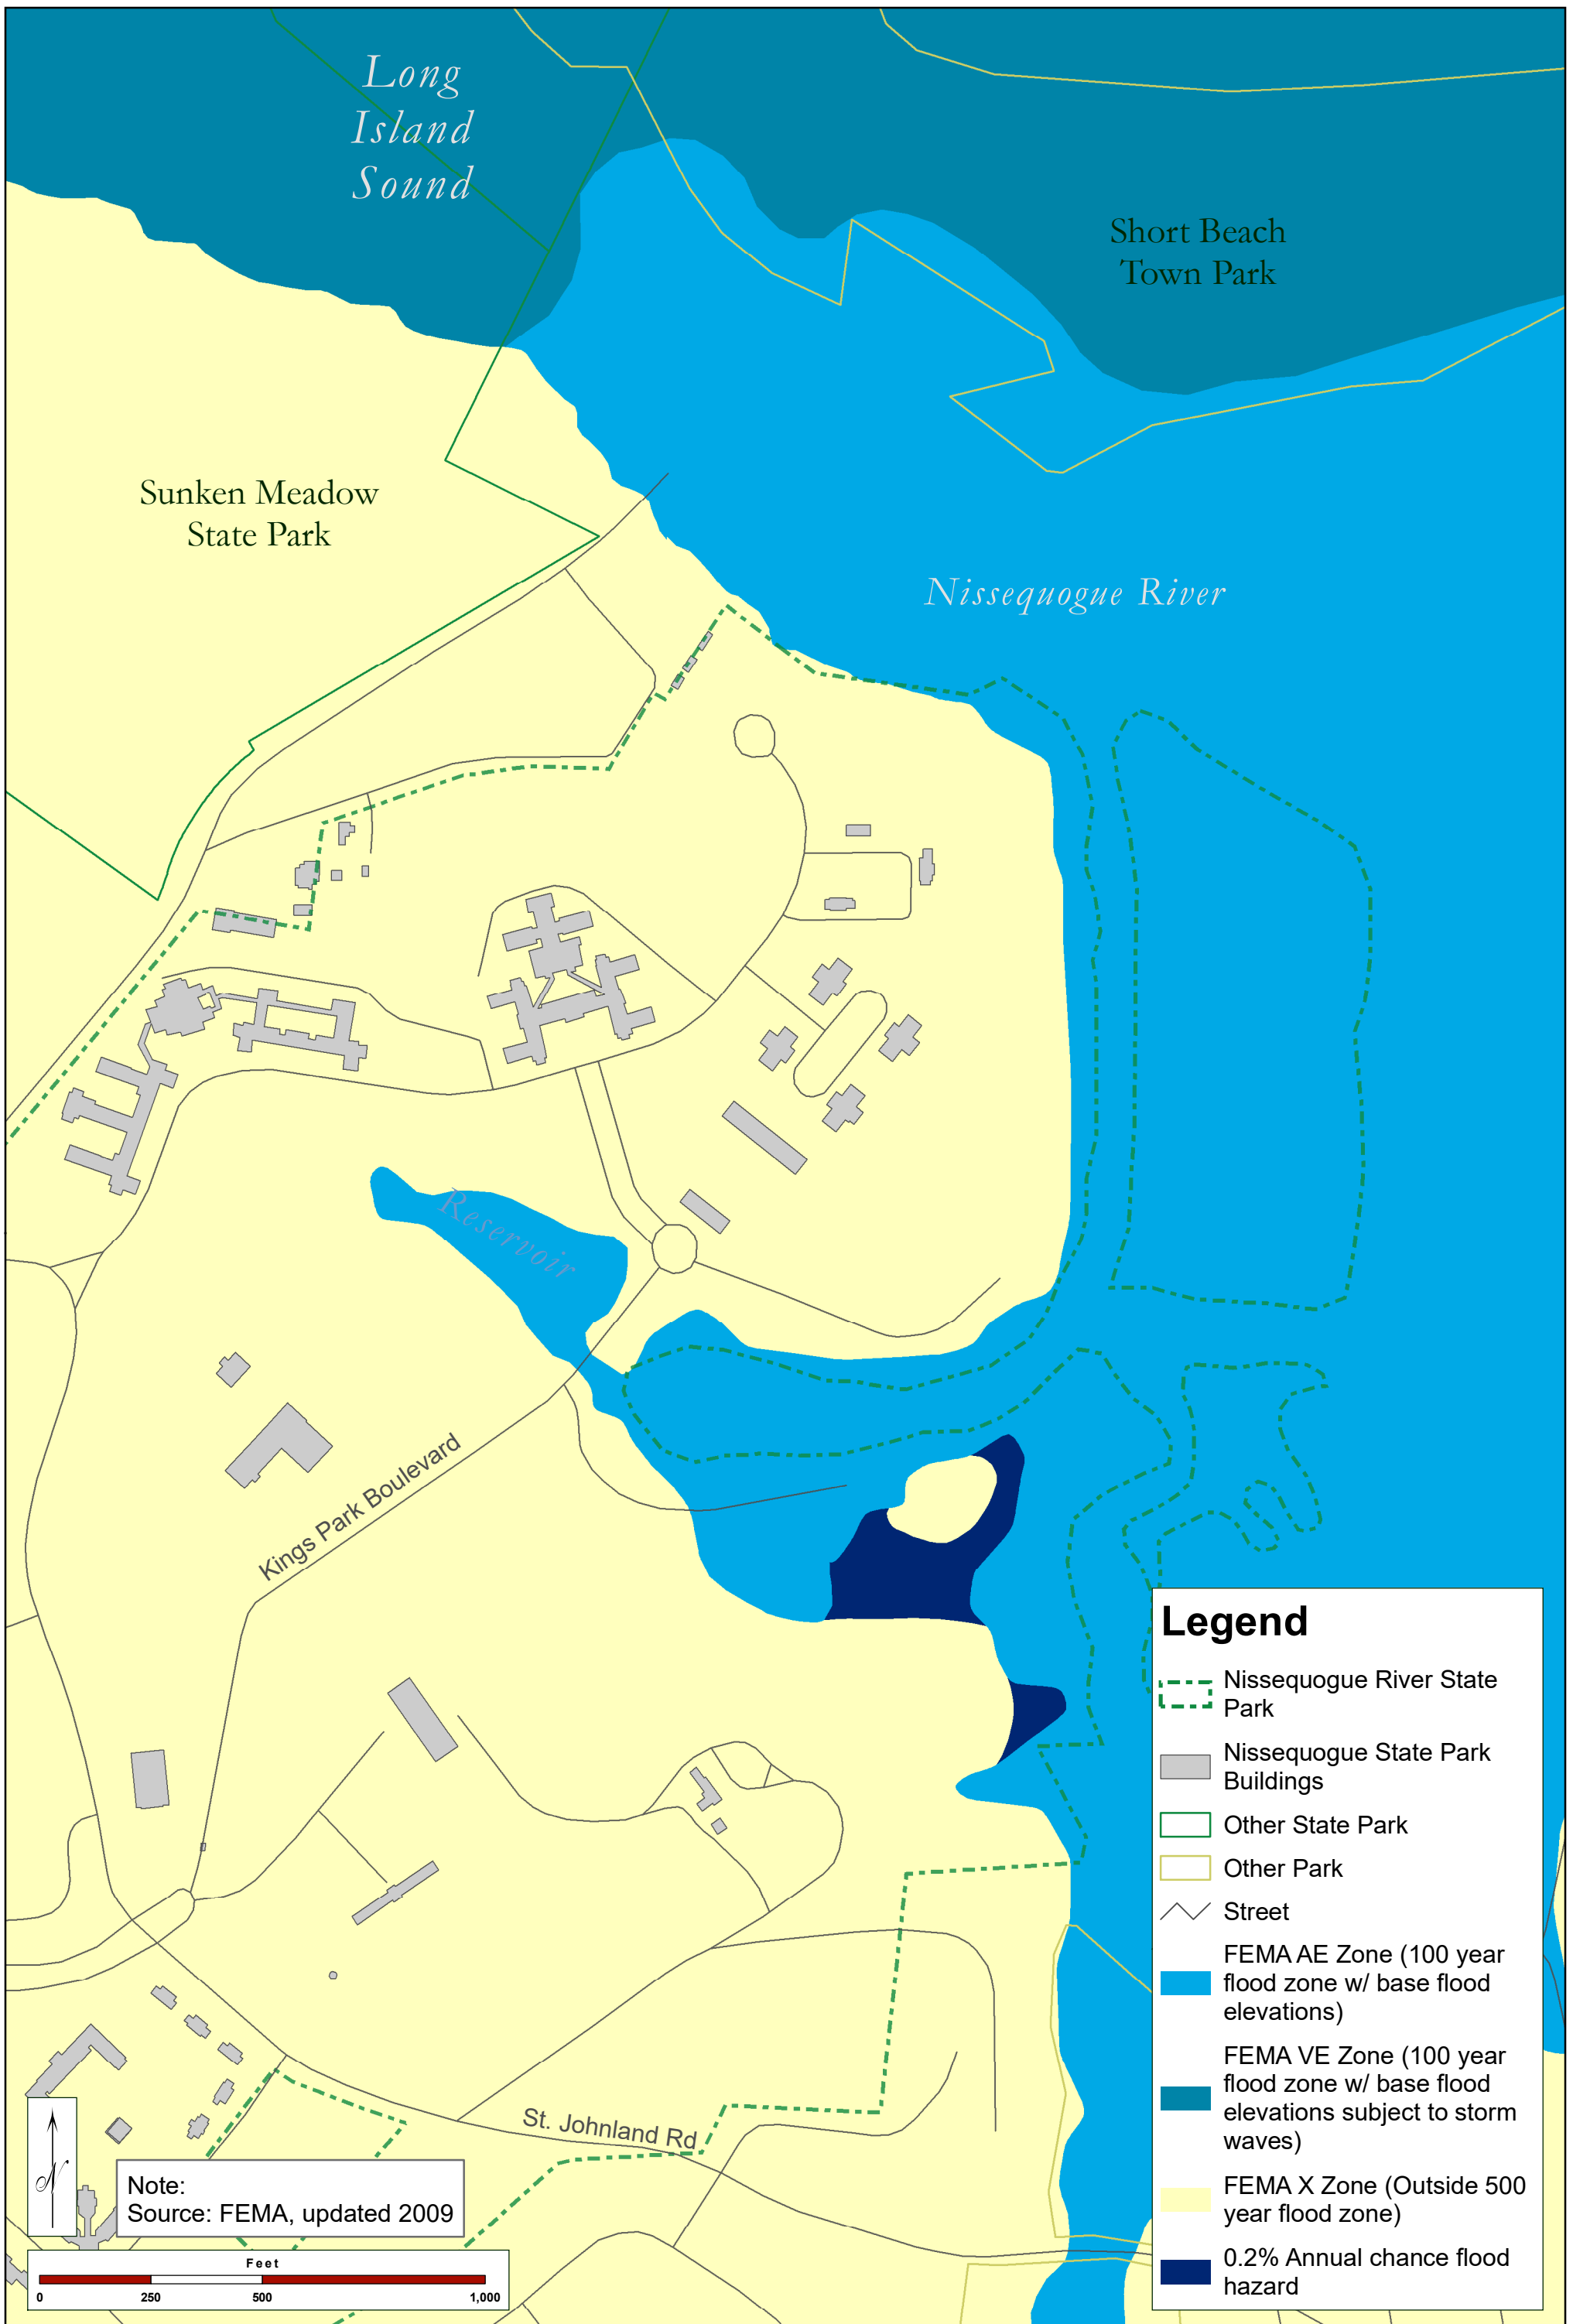 Long
Island
Sound
Short Beach
Town Park
Sunken Meadow
State Park
Nissequogue River
Reservoir
Kings Park Boulevard
St. Johnland Rd
Legend
Nissequogue River State
Park
Nissequogue State Park
Buildings
Other State Park
Other Park
Street
FEMA AE Zone (100 year
flood zone w/ base flood
elevations)
FEMA VE Zone (100 year
flood zone w/ base flood
elevations subject to storm
waves)
FEMA X Zone (Outside 500
year flood zone)
0.2% Annual chance flood
hazard
N
Note:
Source: FEMA, updated 2009
Feet
0 250 500 1,000